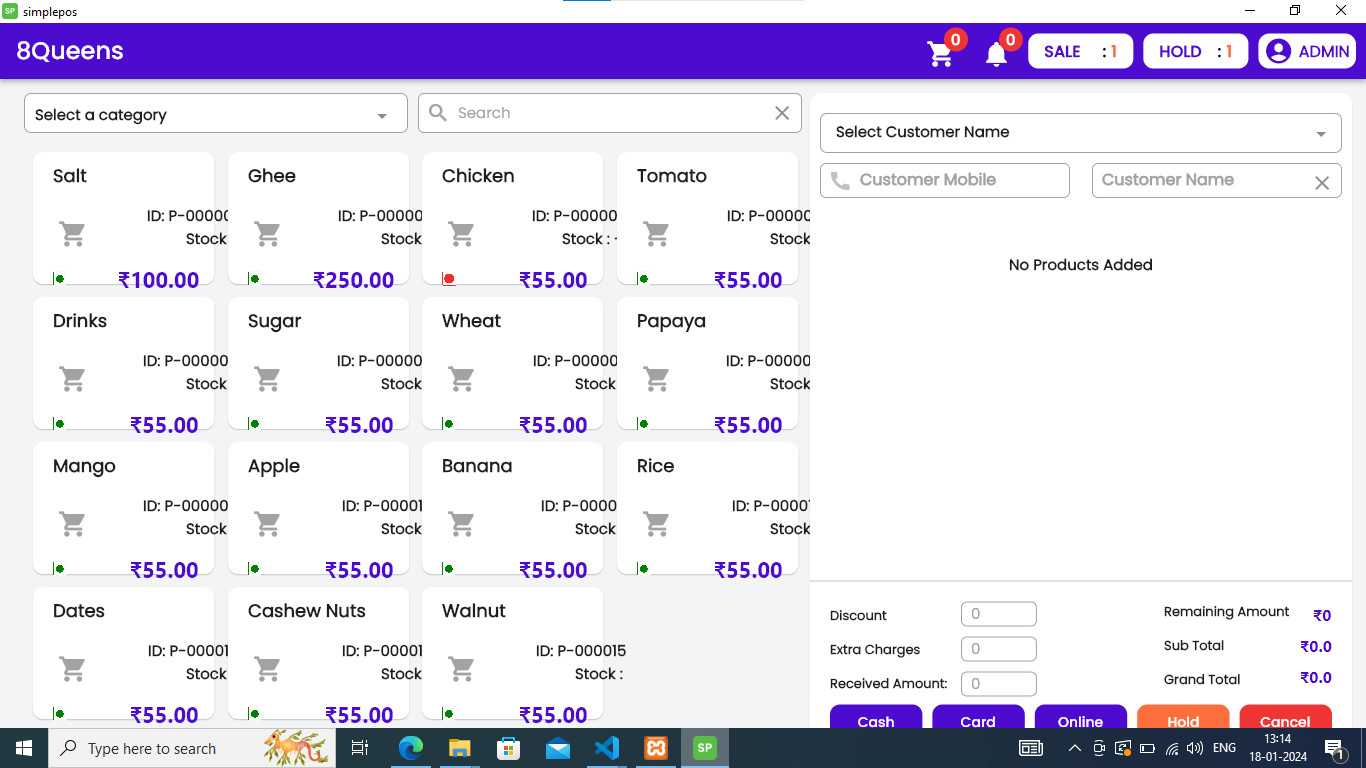 SP simplepos
8Queens
0
0
SALE : 1
HOLD : 1
ADMIN
Select a category
Search
Select Customer Name
Customer Mobile
Customer Name
No Products Added
Salt
ID: P-00000
Stock
₹100.00
Ghee
ID: P-00000
Stock
₹250.00
Chicken
ID: P-00000
Stock : -
₹55.00
Tomato
ID: P-00000
Stock
₹55.00
Drinks
ID: P-00000
Stock
₹55.00
Sugar
ID: P-00000
Stock
₹55.00
Wheat
ID: P-00000
Stock
₹55.00
Papaya
ID: P-00000
Stock
₹55.00
Mango
ID: P-00000
Stock
₹55.00
Apple
ID: P-00001
Stock
₹55.00
Banana
ID: P-0000
Stock
₹55.00
Rice
ID: P-00001
Stock
₹55.00
Dates
ID: P-00001
Stock
₹55.00
Cashew Nuts
ID: P-00001
Stock
₹55.00
Walnut
ID: P-000015
Stock :
₹55.00
Discount 0
Extra Charges 0
Received Amount: 0
Remaining Amount ₹0
Sub Total ₹0.0
Grand Total ₹0.0
Cash
Card
Online
Hold
Cancel
Type here to search
SP
ENG
13:14
18-01-2024
1